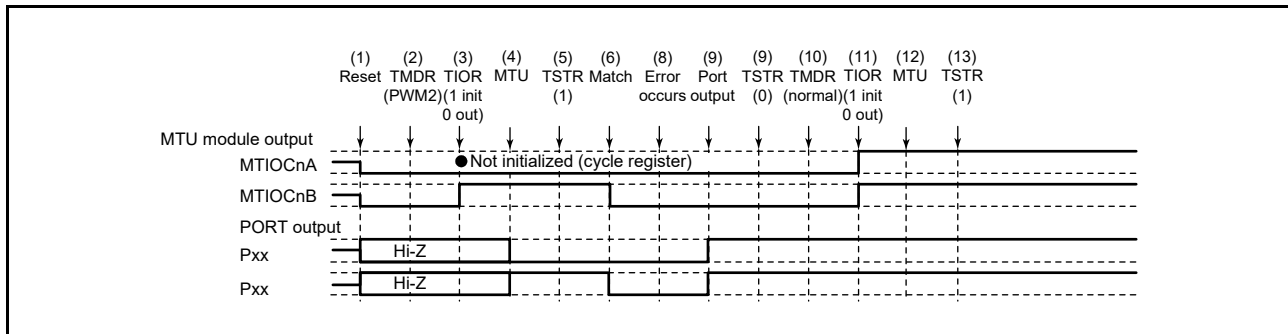 (1) (2) (3) (4) (5) (6) (8) (9) (9) (10) (11) (12) (13)
Reset TMDR TIOR MTU TSTR Match Error Port TSTR TMDR TIOR MTU TSTR
(PWM2) (1 init (1) occurs output (0) (normal) (1 init (1)
0 out) 0 out)
MTU module output
MTIOCnA ●Not initialized (cycle register)
MTIOCnB
PORT output
Pxx Hi-Z
Pxx Hi-Z